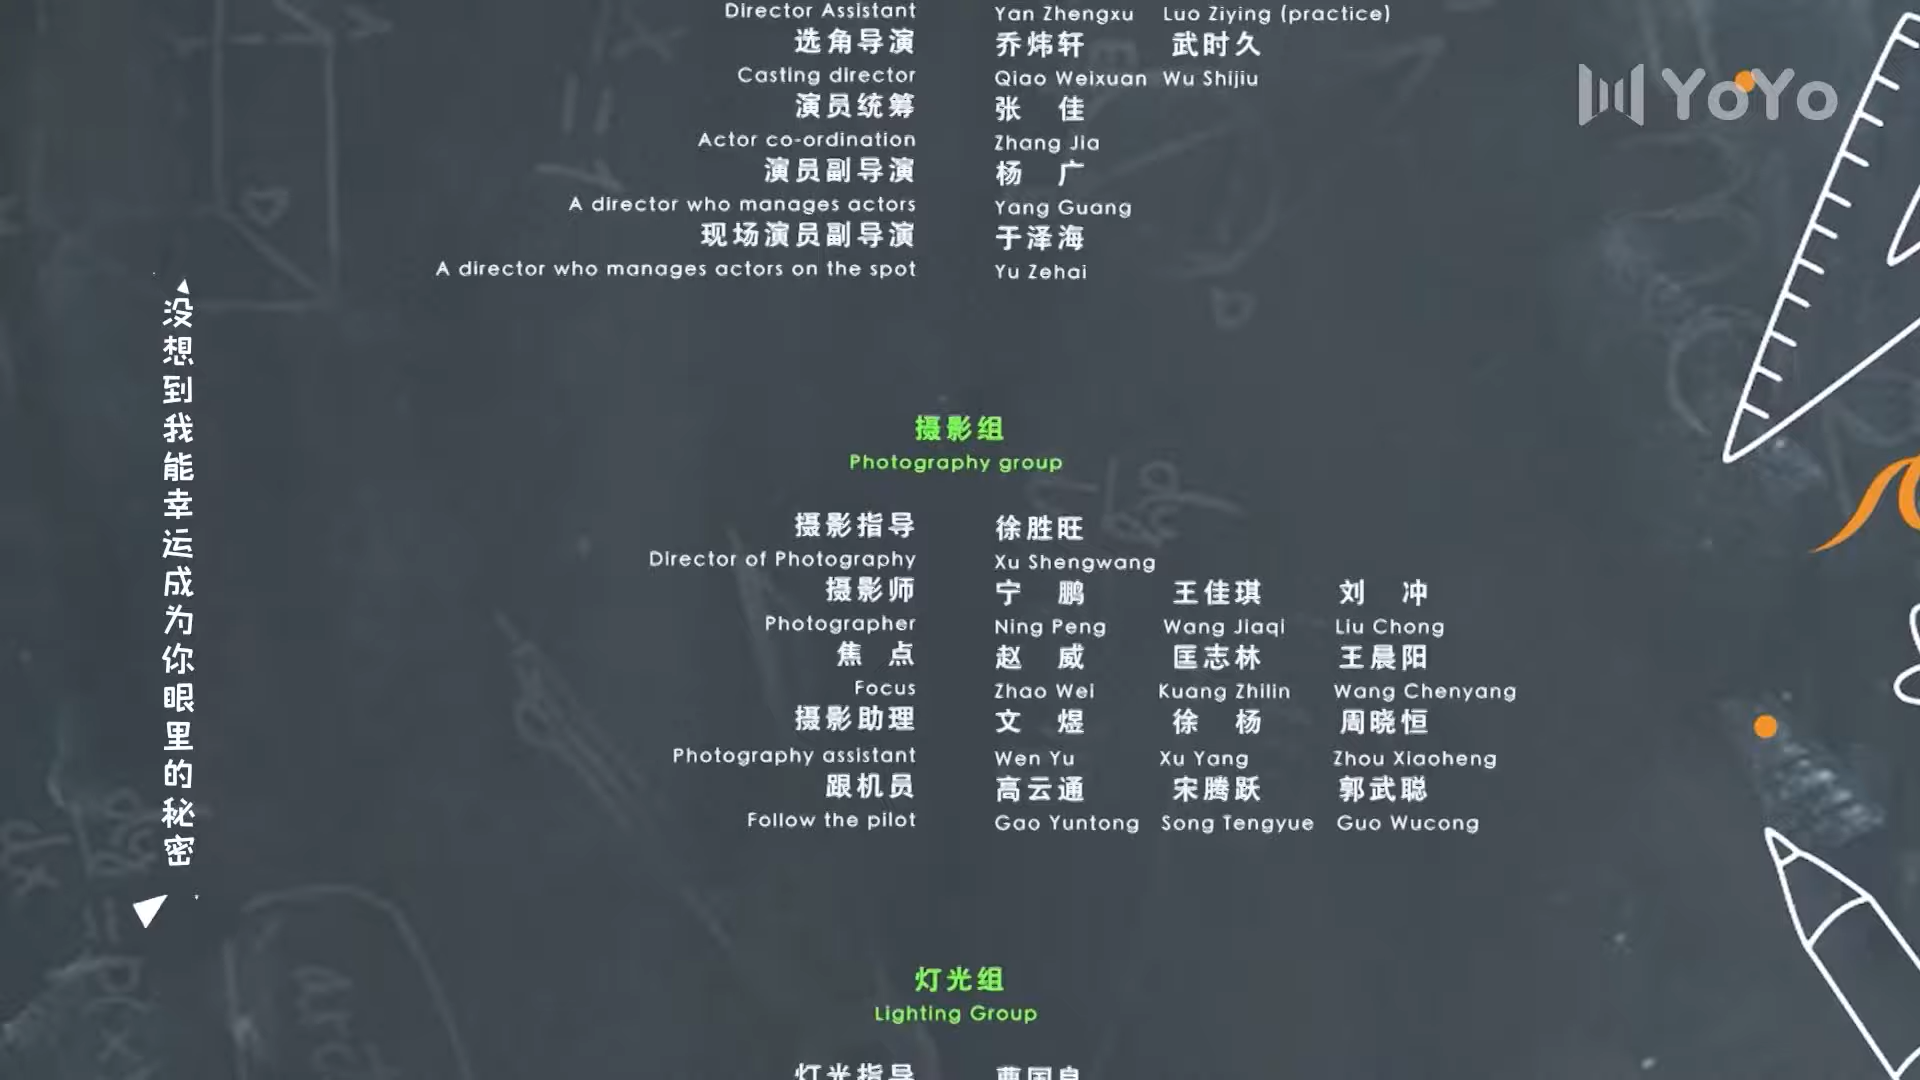 Director Assistant Yan Zhengxu Luo Ziying (practice)
选角导演 乔炜轩 武时久
Casting director Qiao Weixuan Wu Shijiu
演员统筹 张佳
Actor co-ordination Zhang Jia
演员副导演 杨广
A director who manages actors Yang Guang
现场演员副导演 于泽海
A director who manages actors on the spot Yu Zehai
YoYo
没想到我能幸运成为你眼里的秘密
摄影组
Photography group
摄影指导 徐胜旺
Director of Photography Xu Shengwang
摄影师 宁鹏 王佳琪 刘冲
Photographer Ning Peng Wang Jiaqi Liu Chong
焦点 赵威 匡志林 王晨阳
Focus Zhao Wei Kuang Zhilin Wang Chenyang
摄影助理 文煜 徐杨 周晓恒
Photography assistant Wen Yu Xu Yang Zhou Xiaoheng
跟机员 高云通 宋腾跃 郭武聪
Follow the pilot Gao Yuntong Song Tengyue Guo Wucong
灯光组
Lighting Group
灯光指导